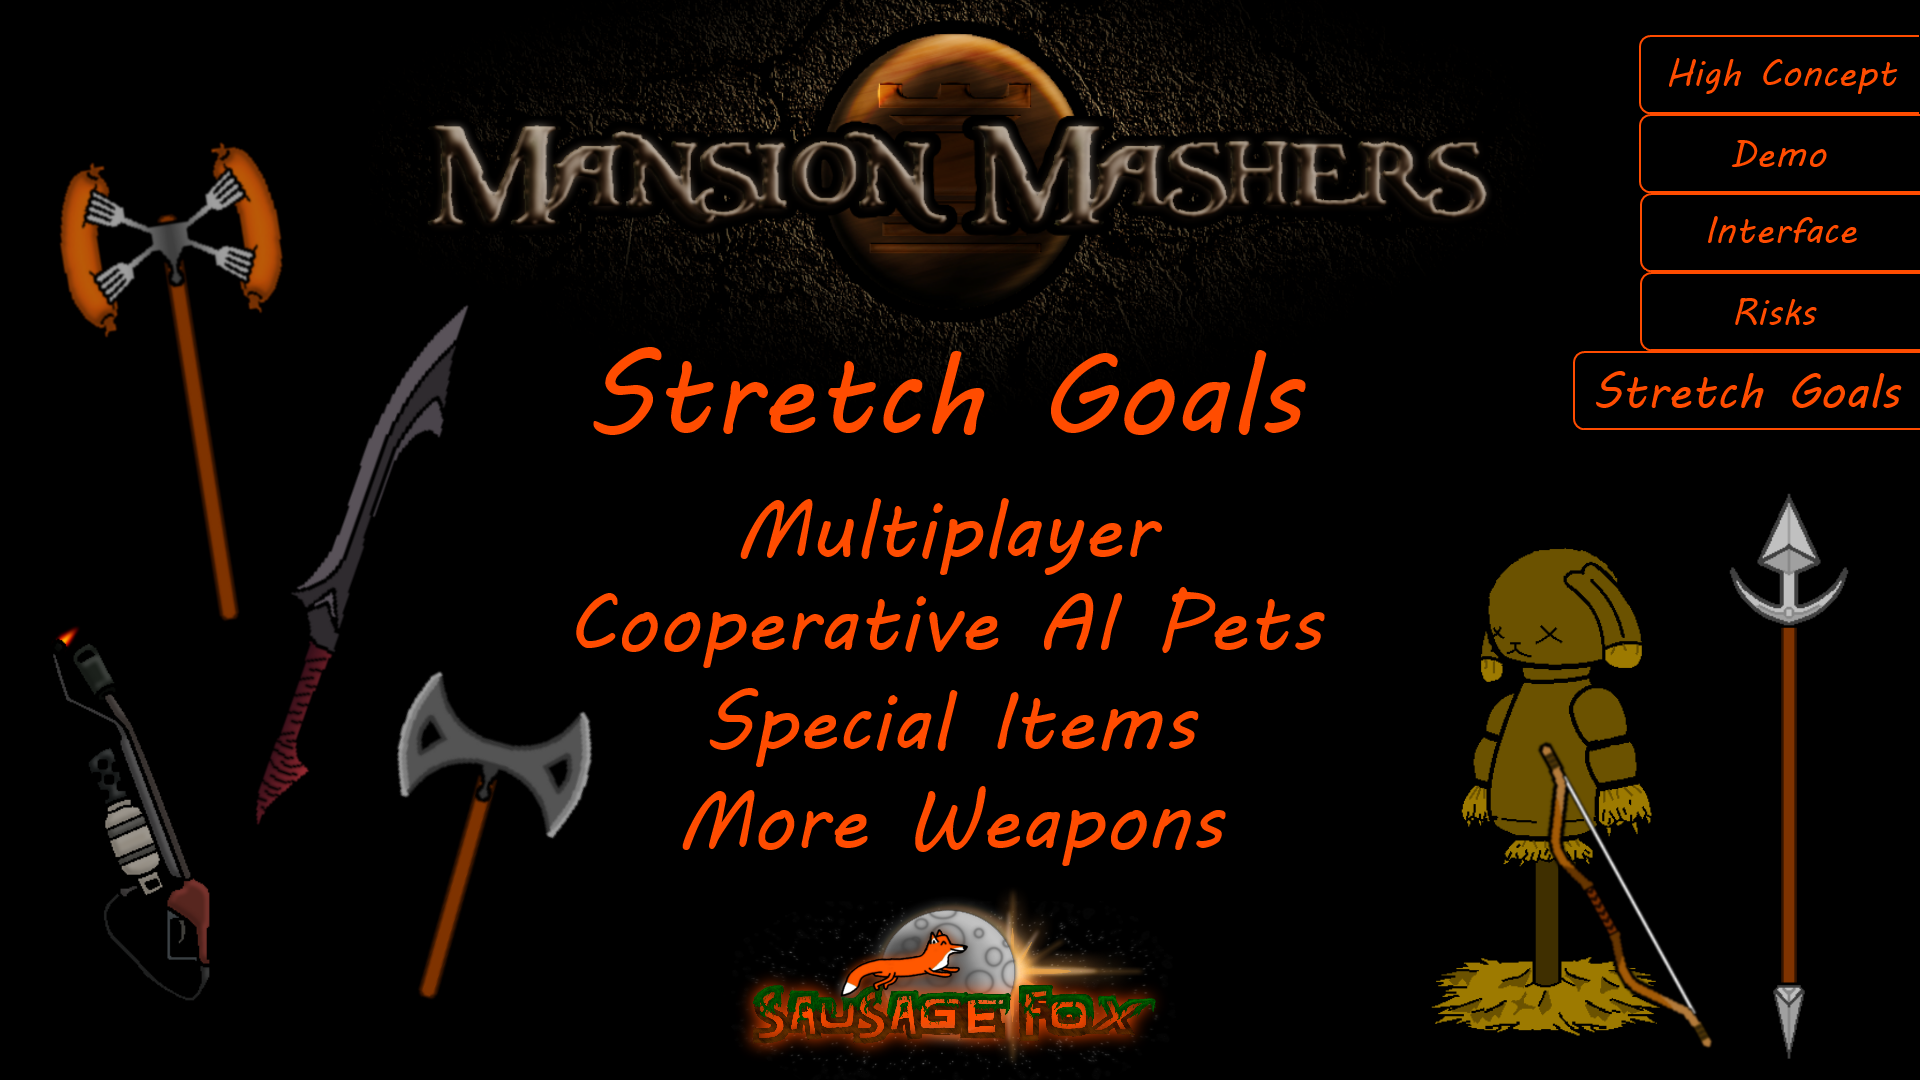 MANSION MASHERS
High Concept
Demo
Interface
Risks
Stretch Goals
Stretch Goals
Multiplayer
Cooperative AI Pets
Special Items
More Weapons
SAUSAGE FOX